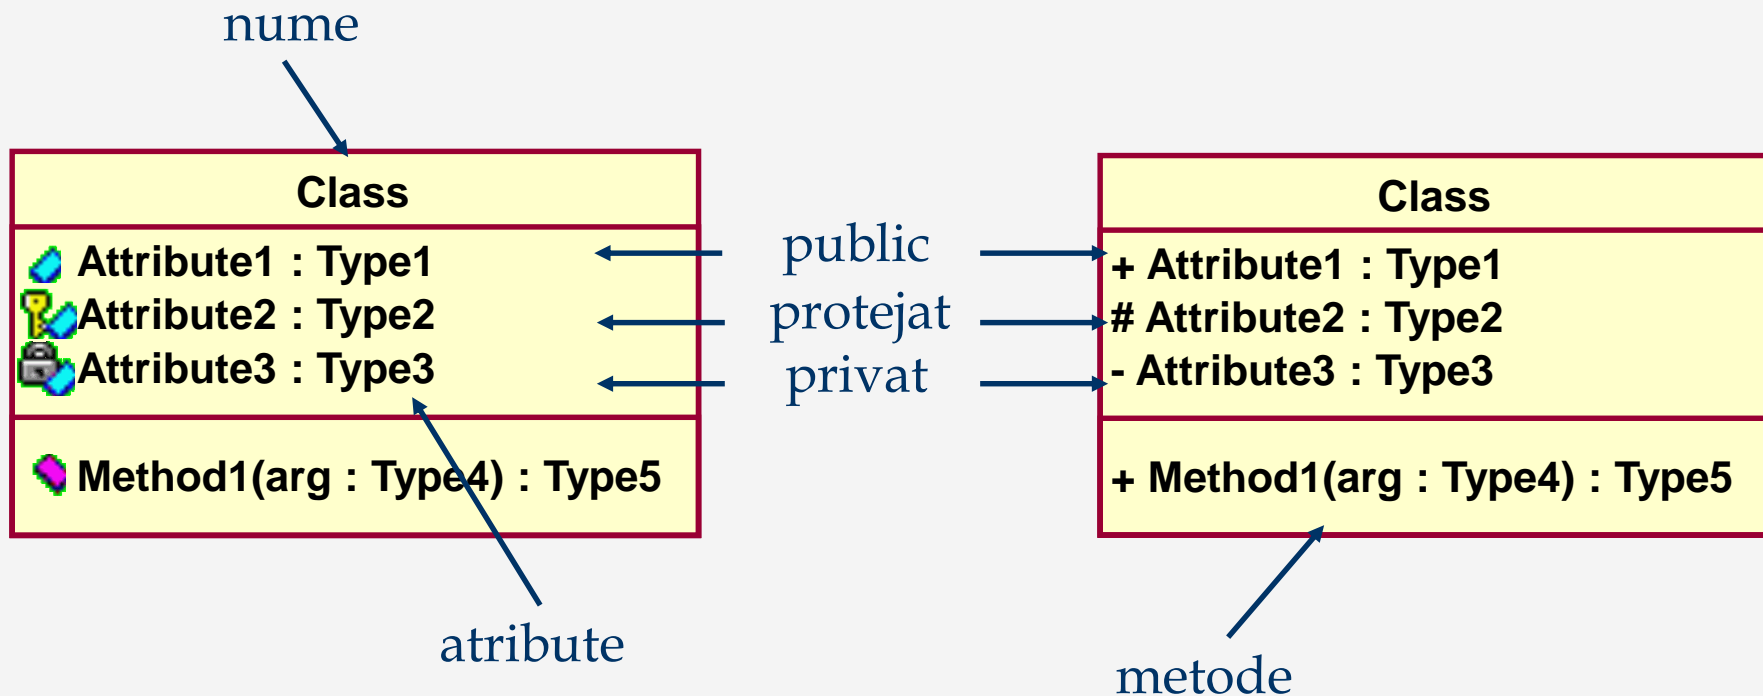 nume
Class
Attribute1 : Type1
Attribute2 : Type2
Attribute3 : Type3
Method1(arg : Type4) : Type5
public
protejat
privat
Class
+ Attribute1 : Type1
# Attribute2 : Type2
- Attribute3 : Type3
+ Method1(arg : Type4) : Type5
atribute
metode